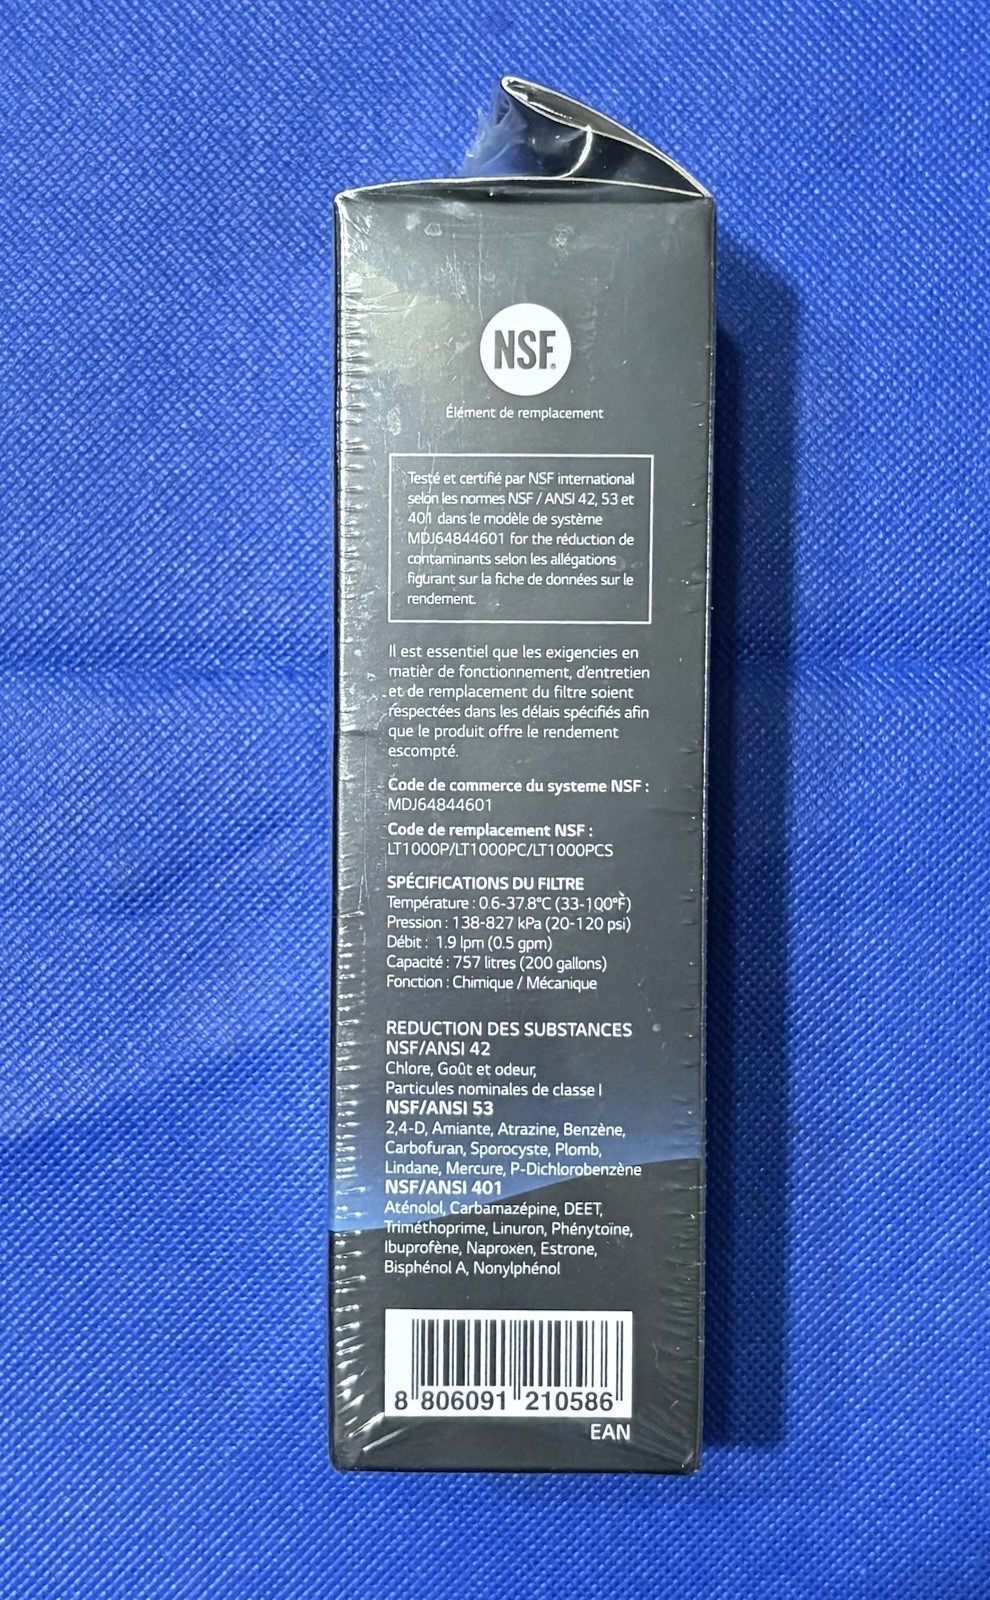 NSF®
Élément de remplacement
Testé et certifié par NSF international
selon les normes NSF / ANSI 42, 53 et
401 dans le modèle de système
MDJ64844601 for the réduction de
contaminants selon les allégations
figurant sur la fiche de données sur le
rendement.
Il est essentiel que les exigencies en
matièr de fonctionnement, d'entretien
et de remplacement du filtre soient
respectées dans les délais spécifiés afin
que le produit offre le rendement
escompté.
Code de commerce du systeme NSF :
MDJ64844601
Code de remplacement NSF :
LT1000P/LT1000PC/LT1000PCS
SPÉCIFICATIONS DU FILTRE
Température : 0.6-37.8°C (33-100°F)
Pression : 138-827 kPa (20-120 psi)
Débit : 1.9 lpm (0.5 gpm)
Capacité : 757 litres (200 gallons)
Fonction : Chimique / Mécanique
REDUCTION DES SUBSTANCES
NSF/ANSI 42
Chlore, Goût et odeur,
Particules nominales de classe I
NSF/ANSI 53
2,4-D, Amiante, Atrazine, Benzène,
Carbofuran, Sporocyste, Plomb,
Lindane, Mercure, P-Dichlorobenzène
NSF/ANSI 401
Aténolol, Carbamazépine, DEET,
Triméthoprime, Linuron, Phénytoïne,
Ibuprofène, Naproxen, Estrone,
Bisphénol A, Nonylphénol
8 806091 210586
EAN